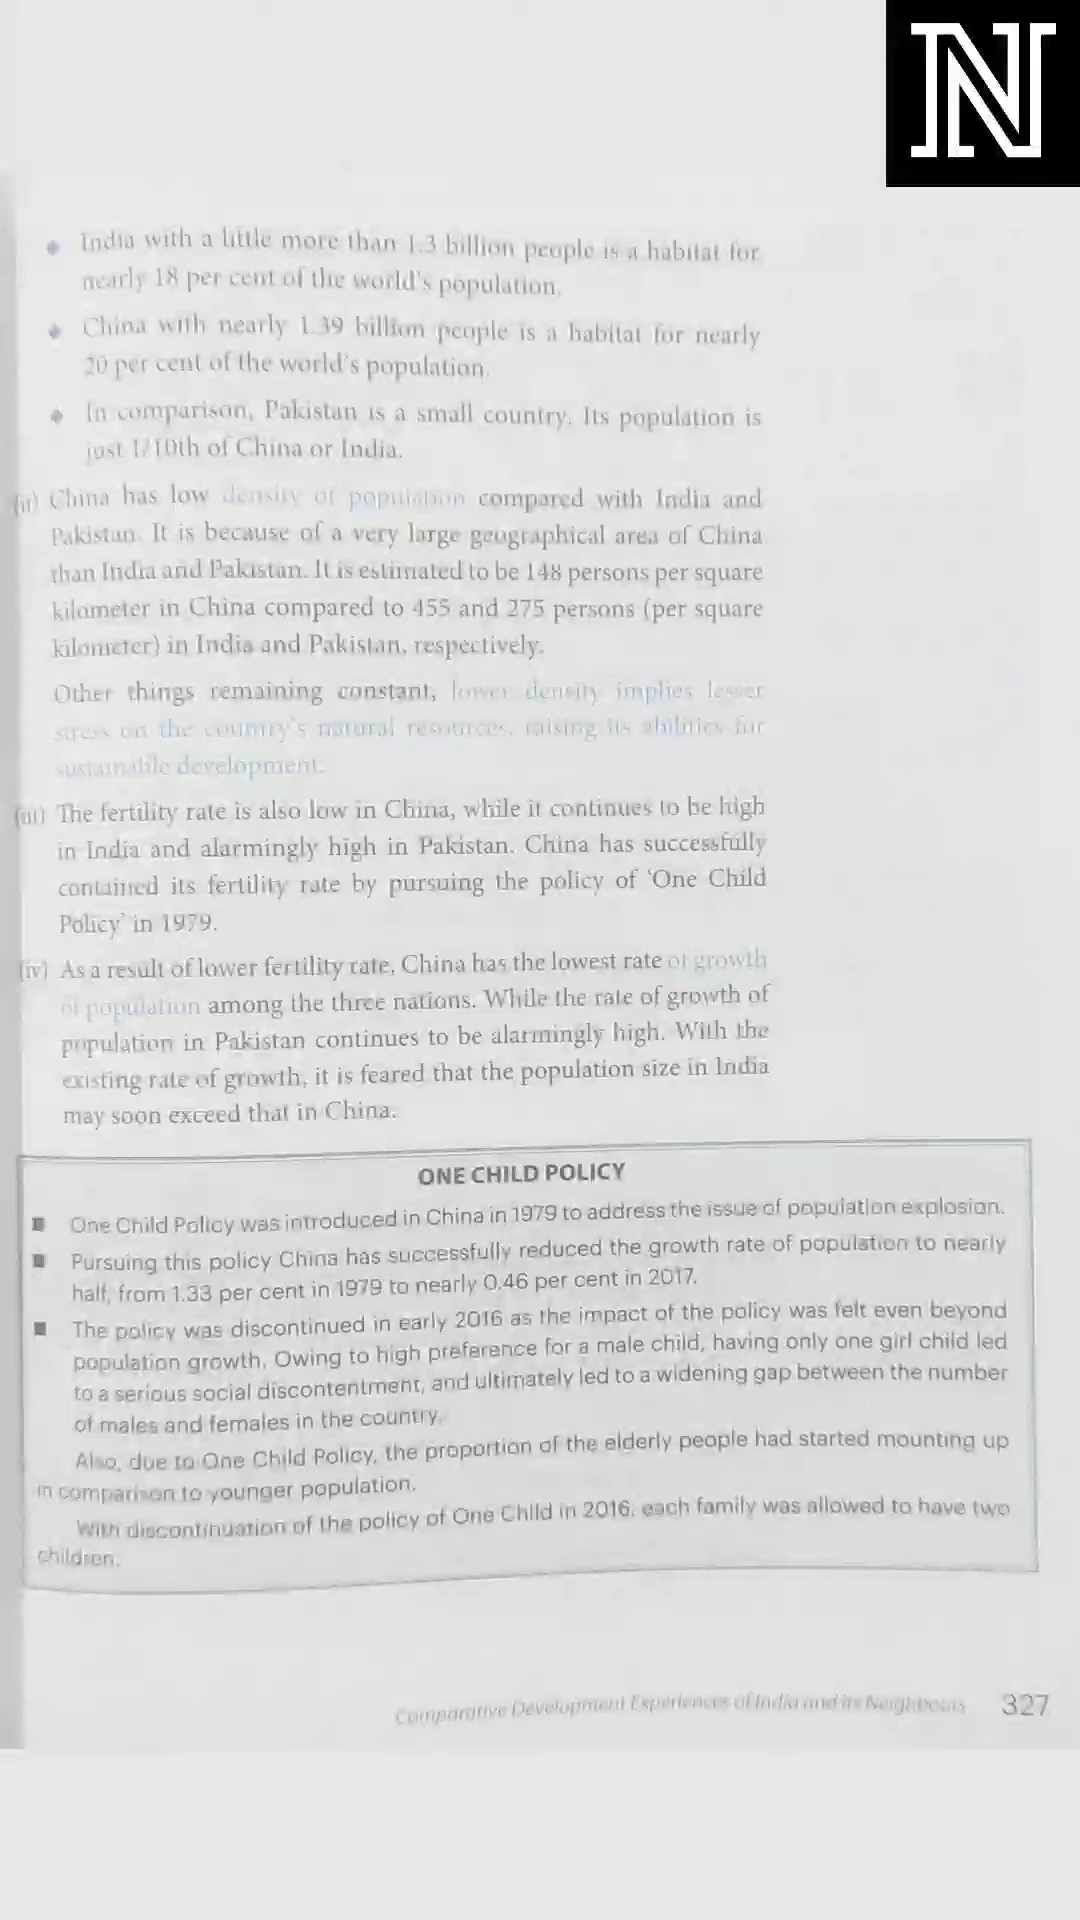 N
India with a little more than 1.3 billion people is a habitat for
nearly 18 per cent of the world's population.
China with nearly 1.39 billion people is a habitat for nearly
20 per cent of the world's population.
In comparison, Pakistan is a small country. Its population is
just 1/10th of China or India.
(ii) China has low density of population compared with India and
Pakistan. It is because of a very large geographical area of China
than India and Pakistan. It is estimated to be 148 persons per square
kilometer in China compared to 455 and 275 persons (per square
kilometer) in India and Pakistan, respectively.
Other things remaining constant, lower density implies lesser
stress on the country's natural resources, raising its abilities for
sustainable development.
(iii) The fertility rate is also low in China, while it continues to be high
in India and alarmingly high in Pakistan. China has successfully
contained its fertility rate by pursuing the policy of 'One Child
Policy' in 1979.
(iv) As a result of lower fertility rate, China has the lowest rate of growth
of population among the three nations. While the rate of growth of
population in Pakistan continues to be alarmingly high. With the
existing rate of growth, it is feared that the population size in India
may soon exceed that in China.
ONE CHILD POLICY
One Child Policy was introduced in China in 1979 to address the issue of population explosion.
Pursuing this policy China has successfully reduced the growth rate of population to nearly
half, from 1.33 per cent in 1979 to nearly 0.46 per cent in 2017.
The policy was discontinued in early 2016 as the impact of the policy was felt even beyond
population growth. Owing to high preference for a male child, having only one girl child led
to a serious social discontentment, and ultimately led to a widening gap between the number
of males and females in the country.
Also, due to One Child Policy, the proportion of the elderly people had started mounting up
in comparison to younger population.
With discontinuation of the policy of One Child in 2016, each family was allowed to have two
children.
Comparative Development Experiences of India and its Neighbours 327